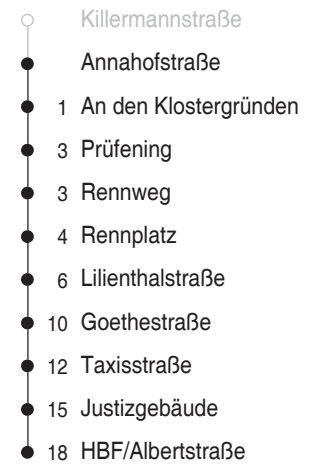 Killermannstraße
Annahofstraße
1 An den Klostergründen
3 Prüfening
3 Rennweg
4 Rennplatz
6 Lilienthalstraße
10 Goethestraße
12 Taxisstraße
15 Justizgebäude
18 HBF/Albertstraße